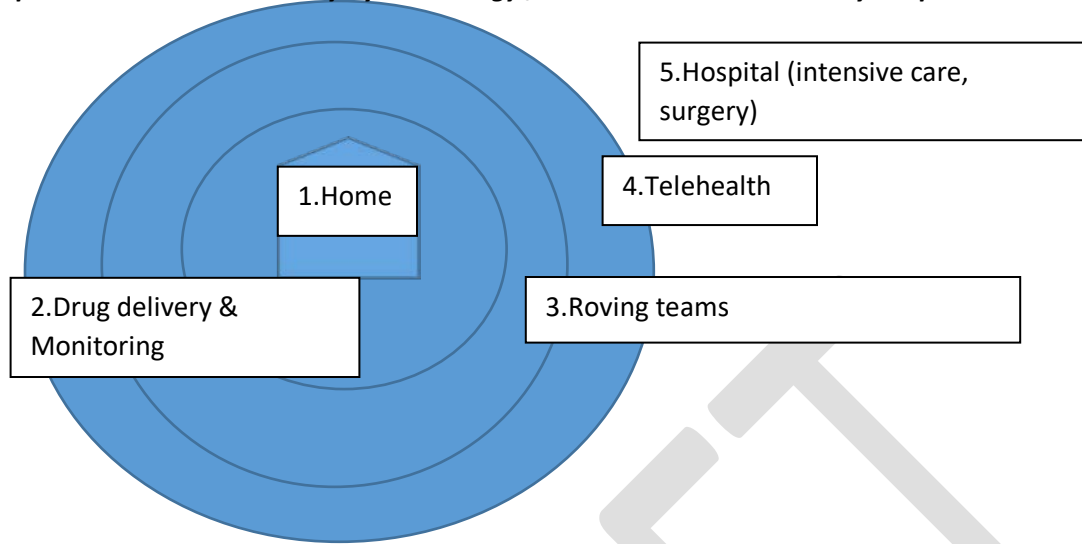 5.Hospital (intensive care,
surgery)
4.Telehealth
1.Home
2.Drug delivery &
Monitoring
3.Roving teams